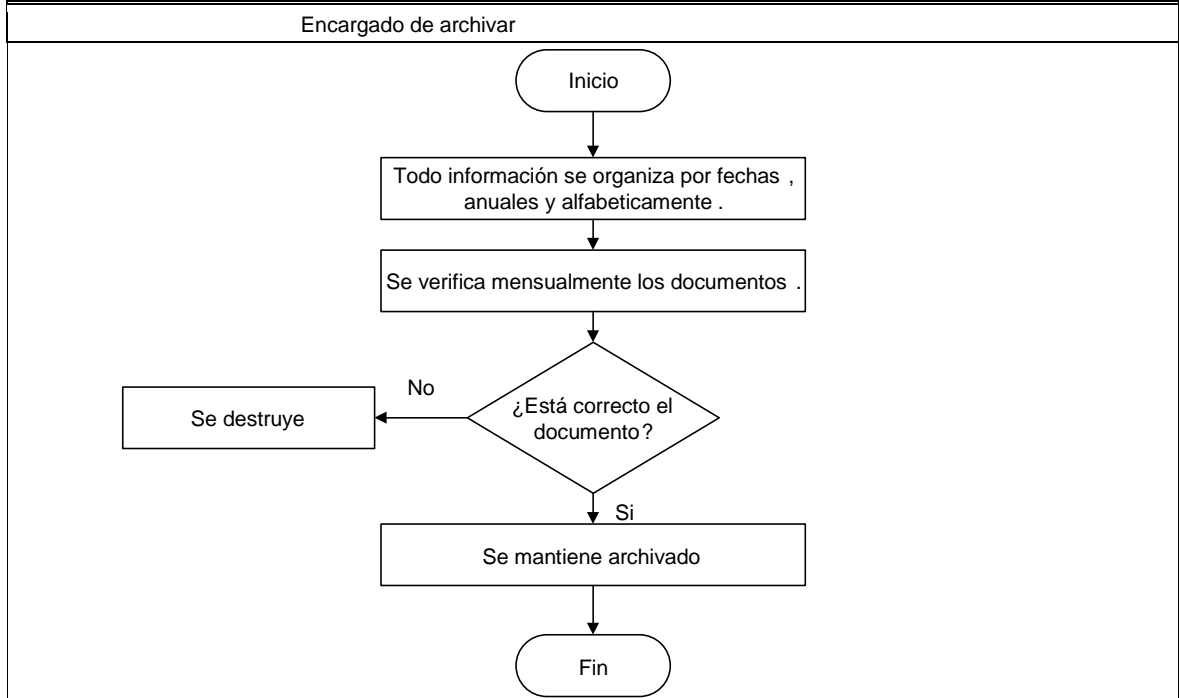 Encargado de archivar
Inicio
Todo información se organiza por fechas ,
anuales y alfabeticamente .
Se verifica mensualmente los documentos .
No
¿Está correcto el
documento?
Se destruye
Si
Se mantiene archivado
Fin